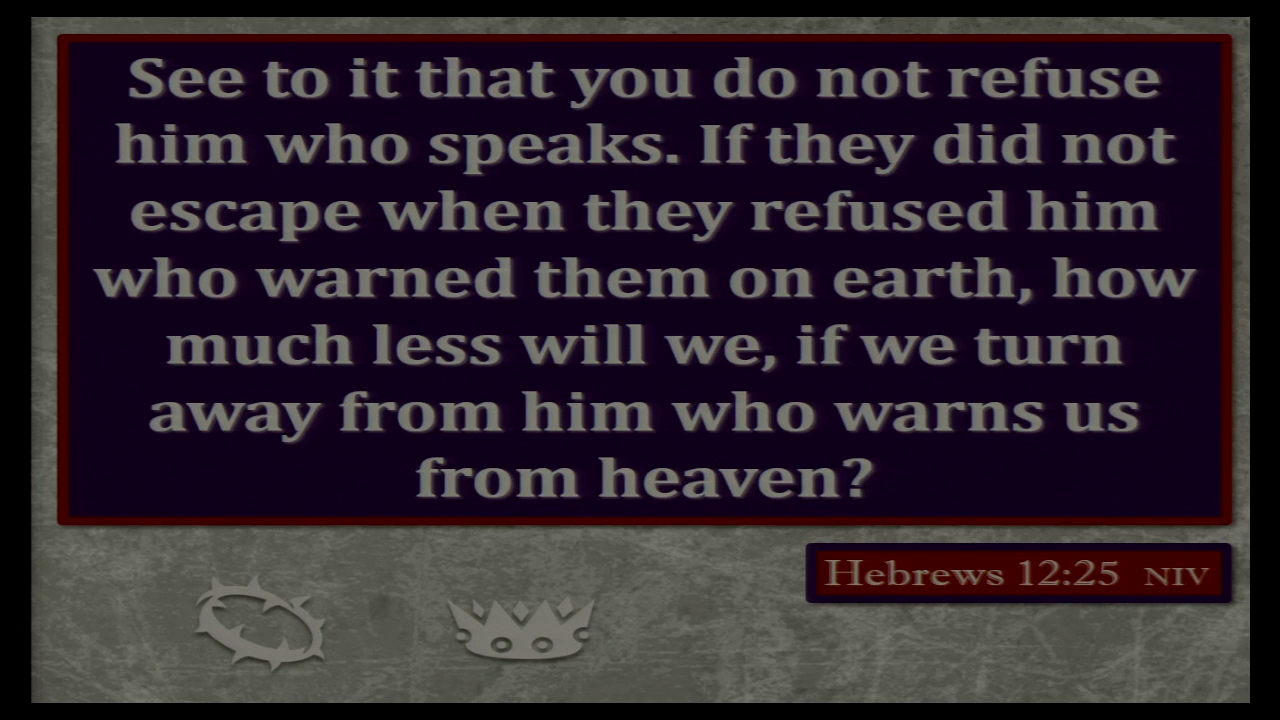 See to it that you do not refuse
him who speaks. If they did not
escape when they refused him
who warned them on earth, how
much less will we, if we turn
away from him who warns us
from heaven?
Hebrews 12:25 NIV